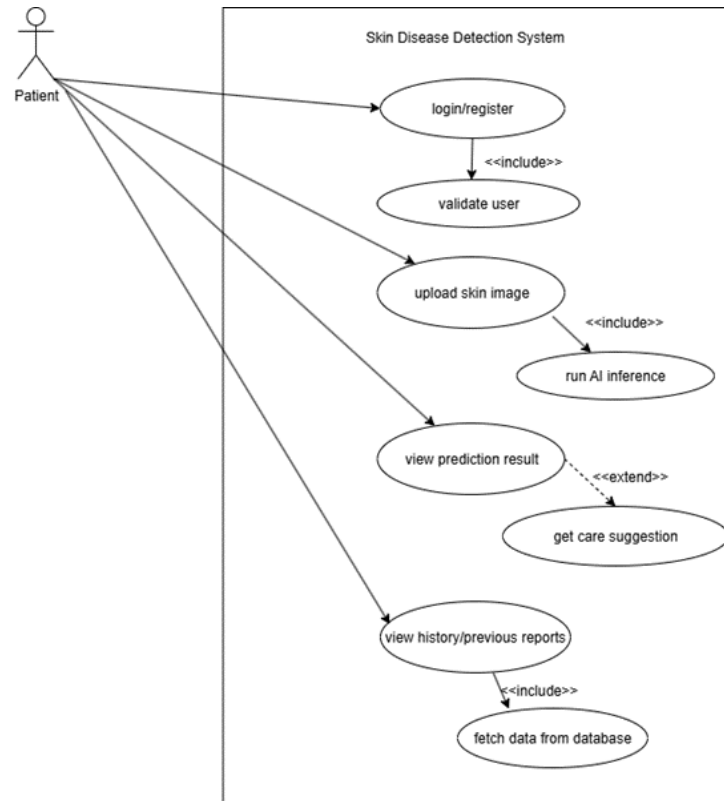 Skin Disease Detection System
Patient
login/register
<<include>>
validate user
upload skin image
<<include>>
run AI inference
view prediction result
<<extend>>
get care suggestion
view history/previous reports
<<include>>
fetch data from database